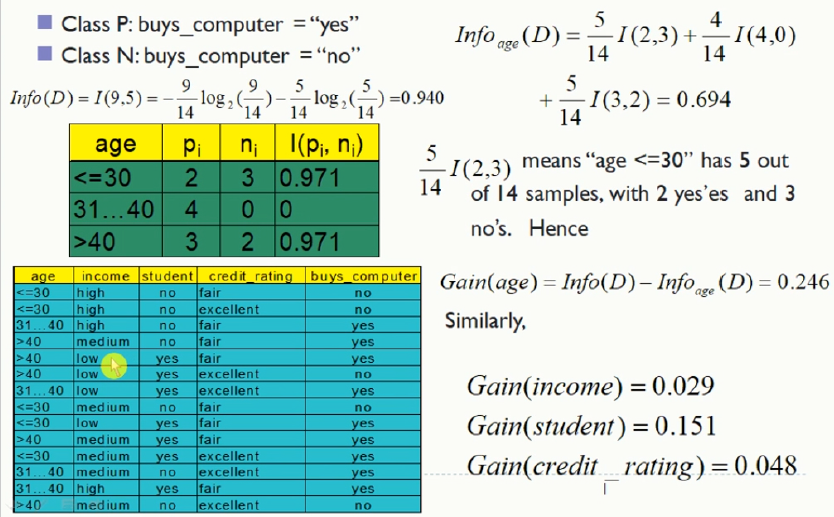 Class P: buys_computer = “yes”
Class N: buys_computer = “no”
Info(D) = I(9,5) = −9/14 log₂(9/14) − 5/14 log₂(5/14) =0.940
age pᵢ nᵢ I(pᵢ, nᵢ)
<=30 2 3 0.971
31…40 4 0 0
>40 3 2 0.971
age income student credit_rating buys_computer
<=30 high no fair no
<=30 high no excellent no
31…40 high no fair yes
>40 medium no fair yes
>40 low yes fair yes
>40 low yes excellent no
31…40 low yes excellent yes
<=30 medium no fair no
<=30 low yes fair yes
>40 medium yes fair yes
<=30 medium yes excellent yes
31…40 medium no excellent yes
31…40 high yes fair yes
>40 medium no excellent no
Info_age(D) = 5/14 I(2,3) + 4/14 I(4,0)
+ 5/14 I(3,2) = 0.694
5/14 I(2,3) means “age <=30” has 5 out
of 14 samples, with 2 yes’es and 3
no’s. Hence
Gain(age) = Info(D) − Info_age(D) = 0.246
Similarly,
Gain(income) = 0.029
Gain(student) = 0.151
Gain(credit_rating) = 0.048